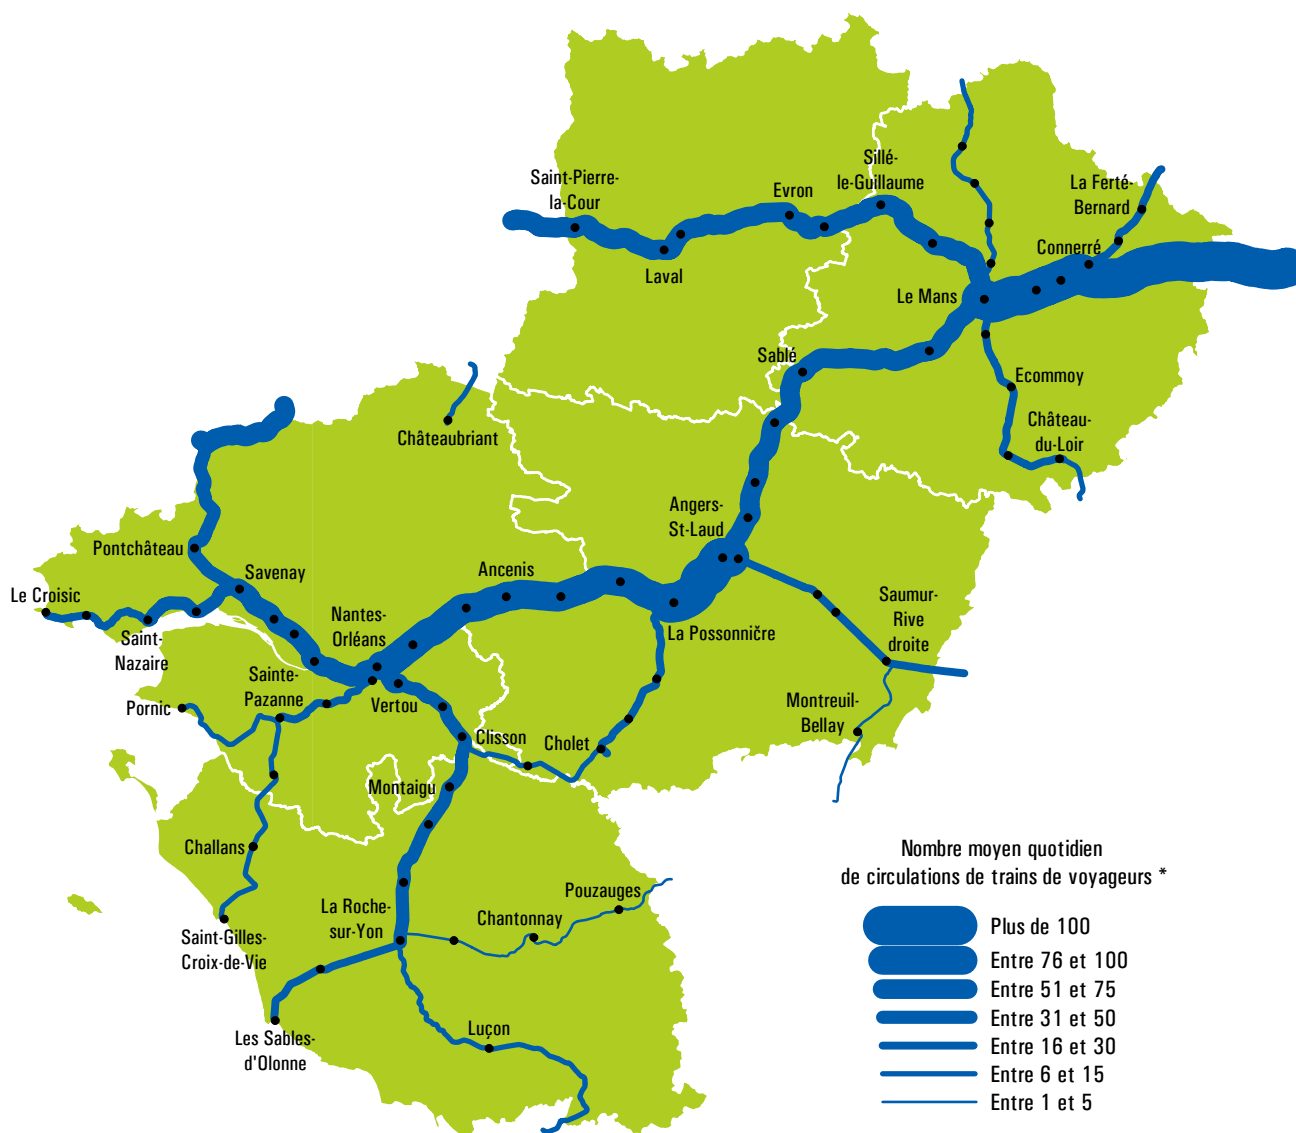 Saint-Pierre-
la-Cour
Evron
Sillé-
le-Guillaume
La Ferté-
Bernard
Connerré
Laval
Le Mans
Sablé
Ecommoy
Château-
du-Loir
Châteaubriant
Angers-
St-Laud
Pontchâteau
Savenay
Ancenis
Le Croisic
Nantes-
Orléans
Saumur-
Rive
droite
Saint-
Nazaire
La Possonničre
Sainte-
Pazanne
Pornic
Vertou
Montreuil-
Bellay
Clisson
Cholet
Montaigu
Challans
Pouzauges
La Roche-
sur-Yon
Chantonnay
Saint-Gilles-
Croix-de-Vie
Luçon
Les Sables-
d'Olonne
Nombre moyen quotidien
de circulations de trains de voyageurs *
Plus de 100
Entre 76 et 100
Entre 51 et 75
Entre 31 et 50
Entre 16 et 30
Entre 6 et 15
Entre 1 et 5